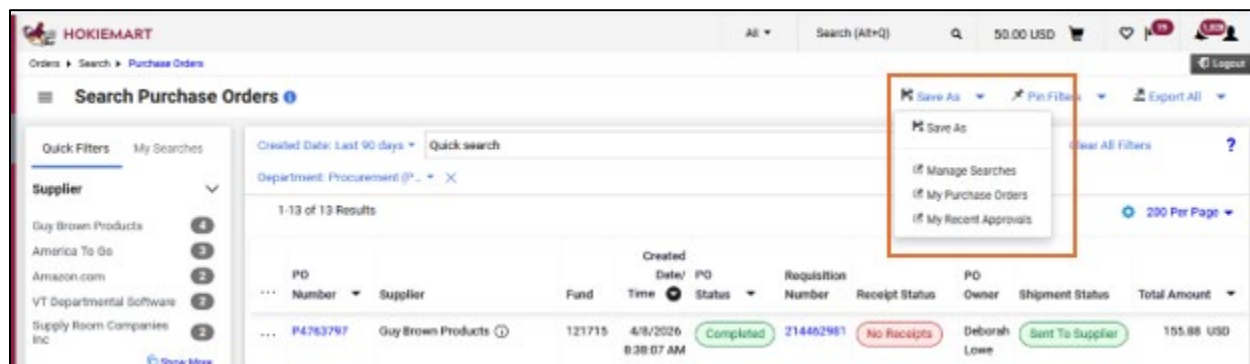 HOKIEMART
All
Search (Alt+Q)
50.00 USD
Orders
Search
Purchase Orders
Logout
Search Purchase Orders
Save As
Pin Filters
Export All
Save As
Manage Searches
My Purchase Orders
My Recent Approvals
Quick Filters
My Searches
Created Date: Last 90 days
Quick search
Clear All Filters
?
Department: Procurement (P...
Supplier
1-13 of 13 Results
200 Per Page
Guy Brown Products 4
America To Go 3
Amazon.com 2
VT Departmental Software 2
Supply Room Companies Inc 2
Show More
... PO Number Supplier Fund Created Date/Time PO Status Requisition Number Receipt Status PO Owner Shipment Status Total Amount
... P4763797 Guy Brown Products 121715 4/8/2026 8:38:07 AM Completed 214462981 No Receipts Deborah Lowe Sent To Supplier 155.88 USD